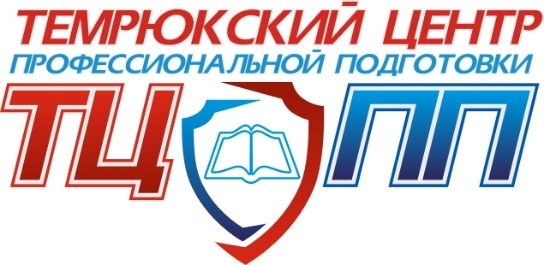 ТЕМРЮКСКИЙ ЦЕНТР
ПРОФЕССИОНАЛЬНОЙ ПОДГОТОВКИ
ТЦ ПП